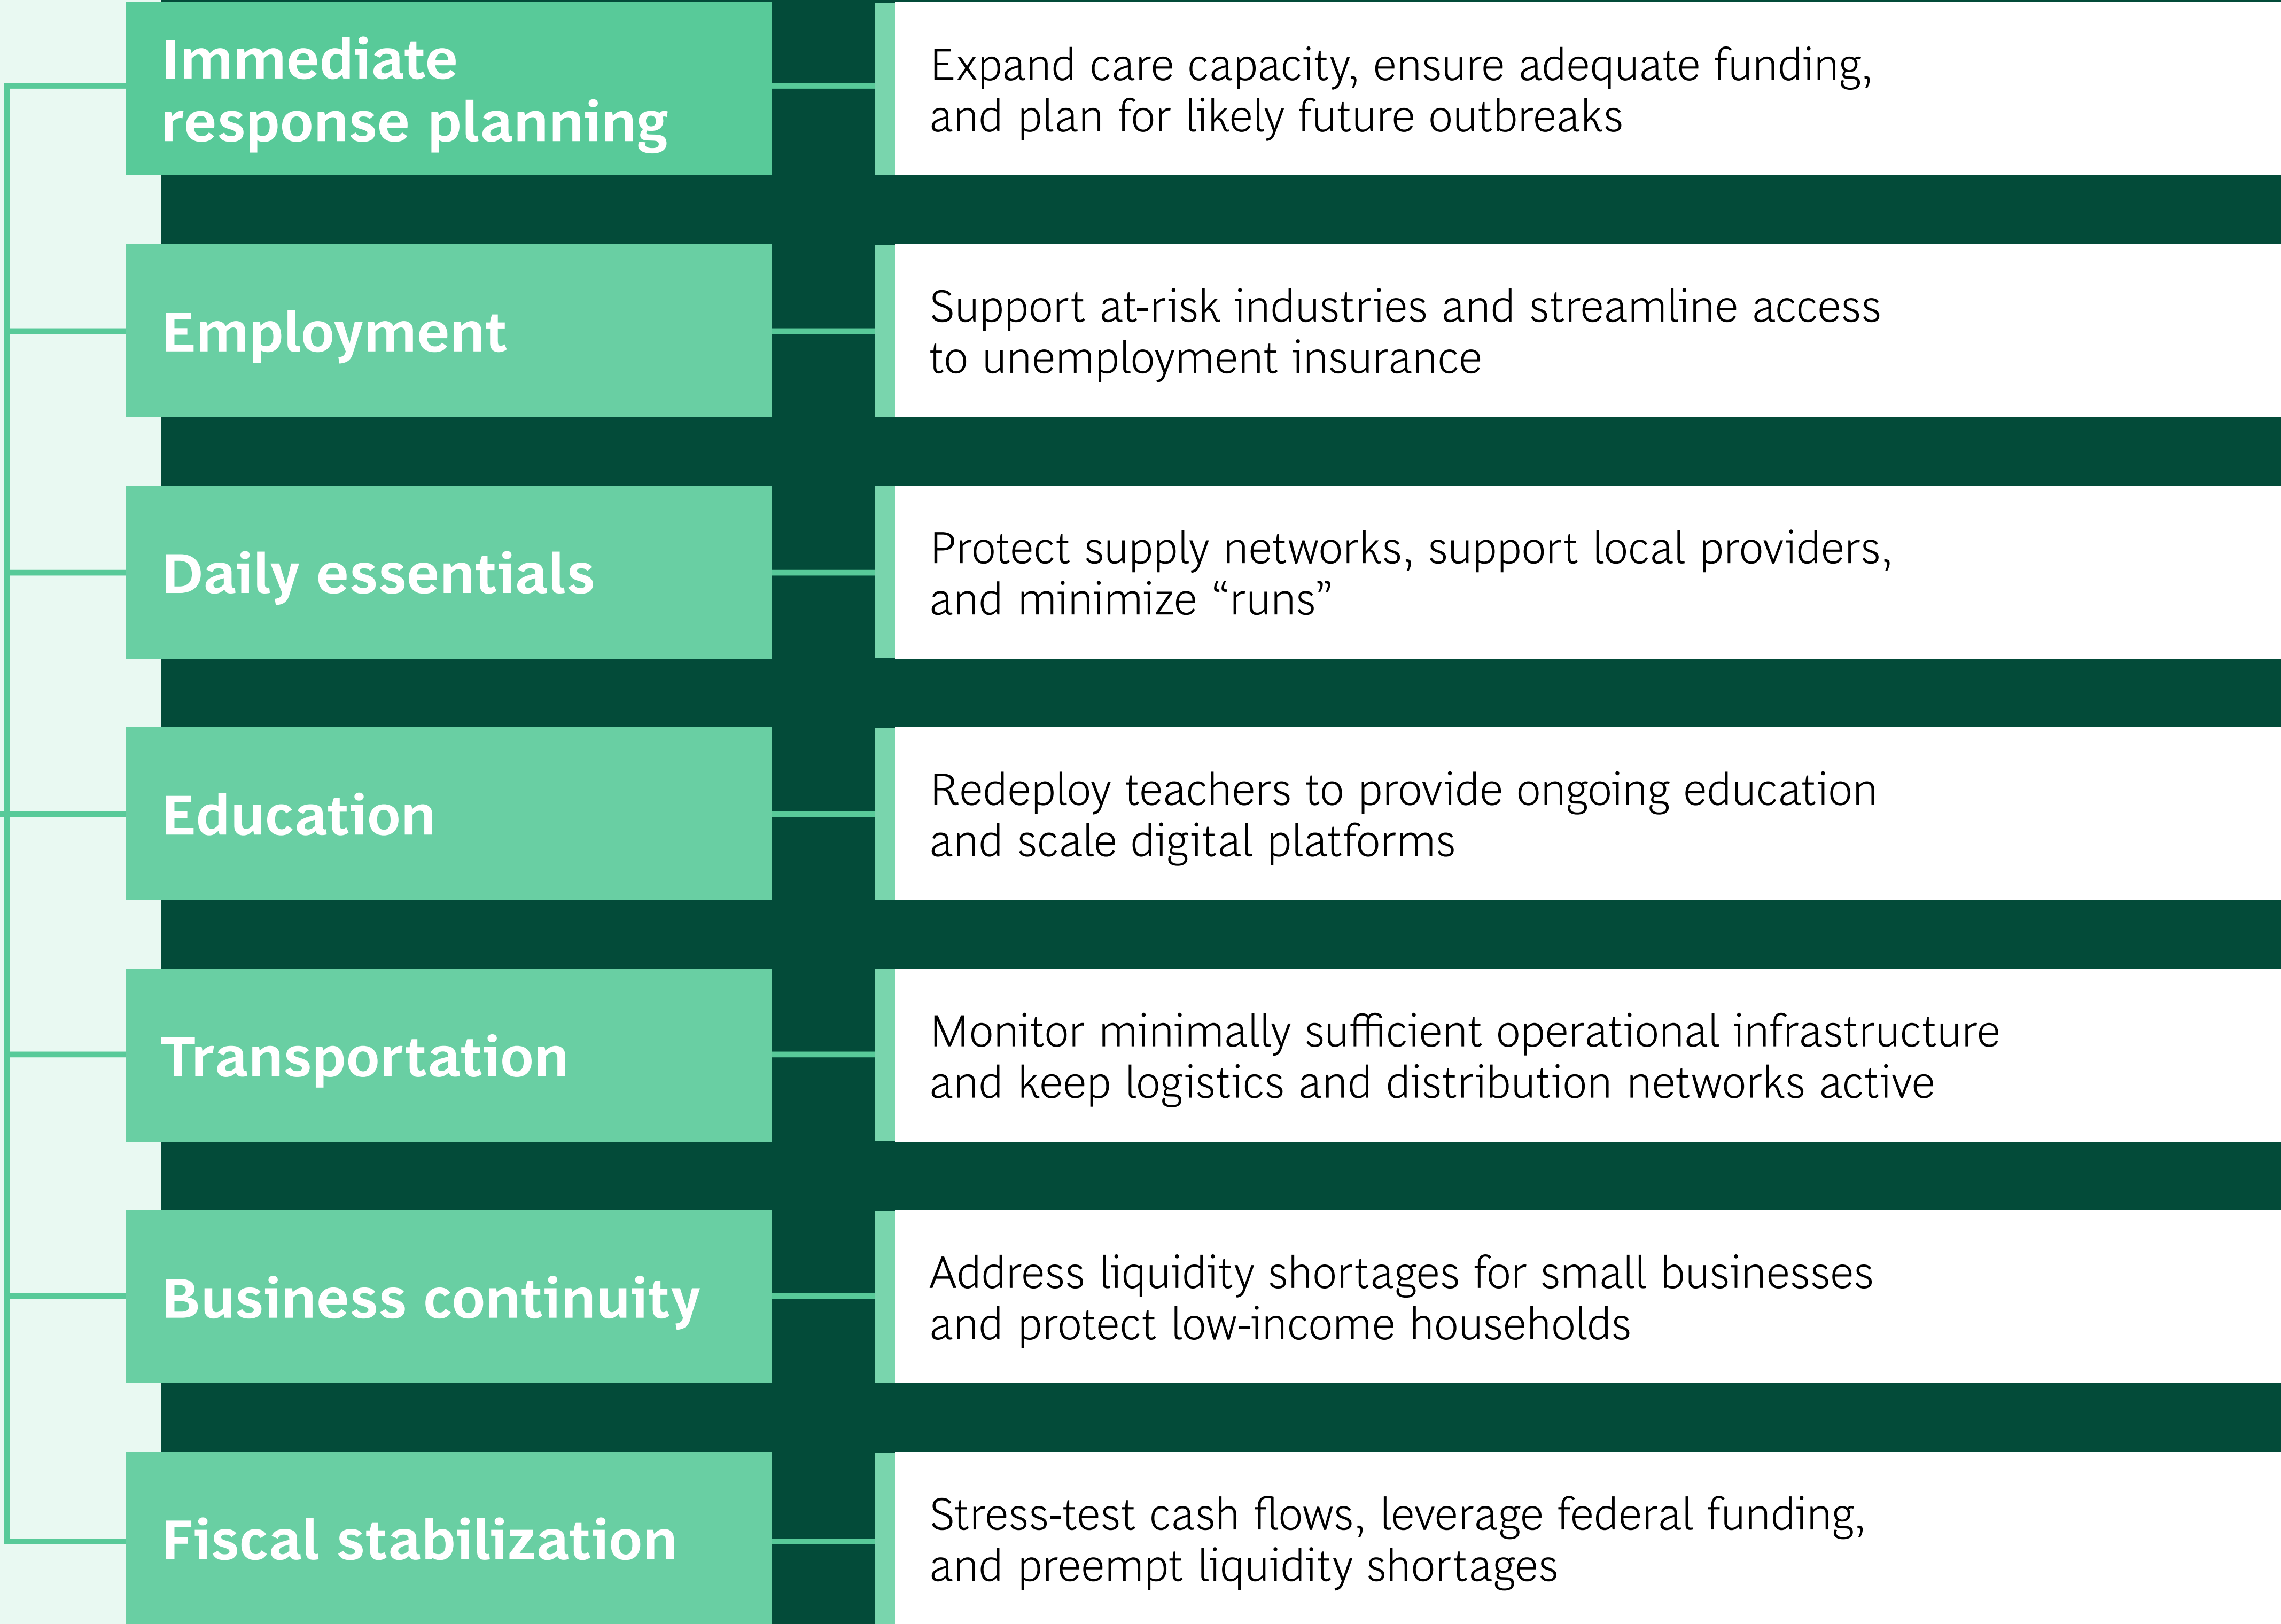 Immediate
response planning
Expand care capacity, ensure adequate funding,
and plan for likely future outbreaks
Employment
Support at-risk industries and streamline access
to unemployment insurance
Daily essentials
Protect supply networks, support local providers,
and minimize “runs”
Education
Redeploy teachers to provide ongoing education
and scale digital platforms
Transportation
Monitor minimally sufficient operational infrastructure
and keep logistics and distribution networks active
Business continuity
Address liquidity shortages for small businesses
and protect low-income households
Fiscal stabilization
Stress-test cash flows, leverage federal funding,
and preempt liquidity shortages